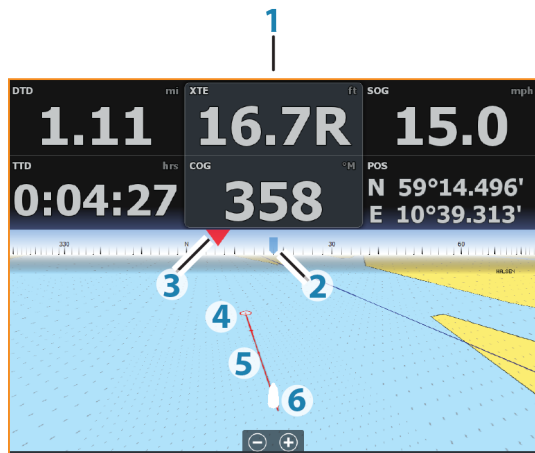 1
DTD mi XTE ft SOG mph
1.11 16.7R 15.0
TTD hrs COG °M POS
0:04:27 358 N 59°14.496'
E 10°39.313'
330 N 30 60
3 2
4
5
6